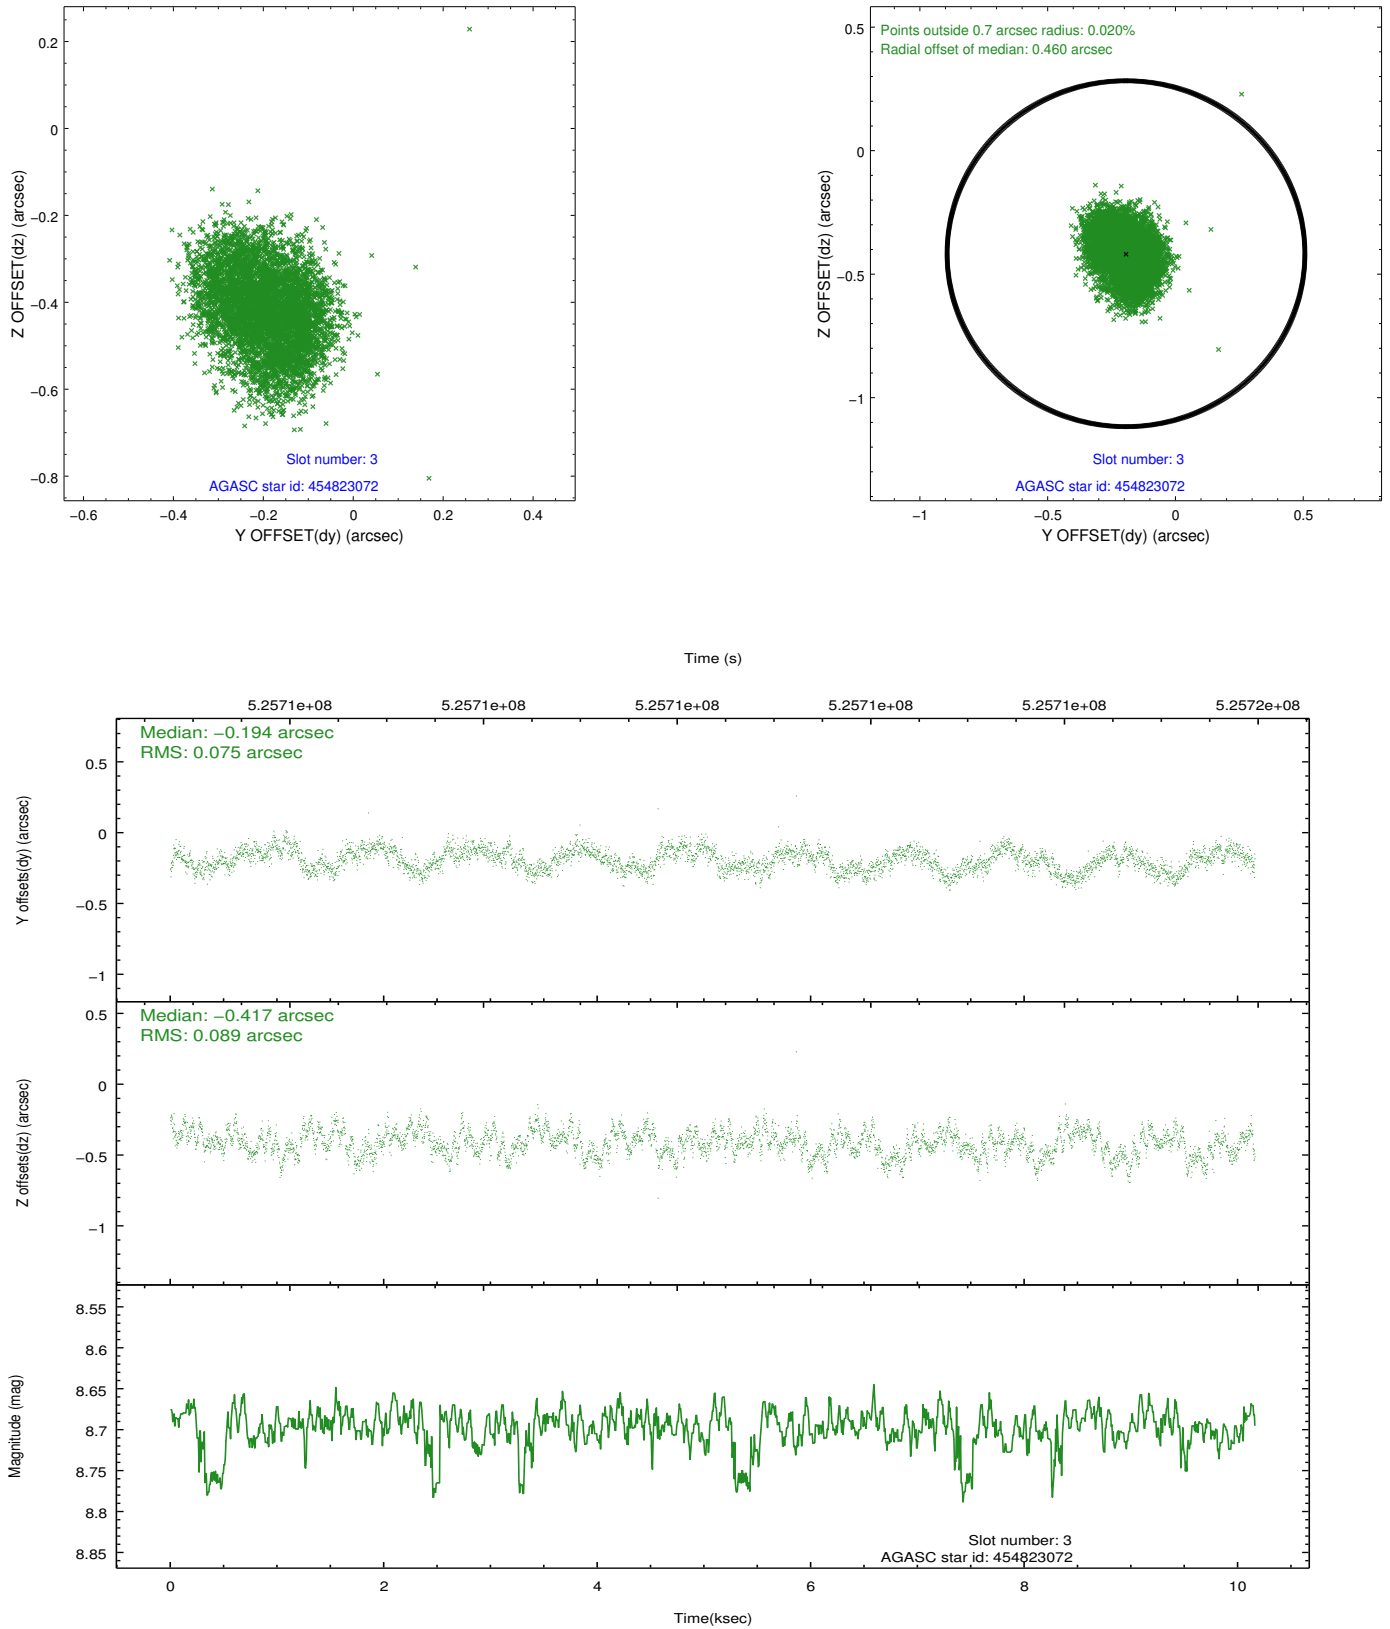 0.2
0
−0.2
−0.4
−0.6
−0.8
Z OFFSET(dz) (arcsec)
Slot number: 3
AGASC star id: 454823072
−0.6 −0.4 −0.2 0 0.2 0.4
Y OFFSET(dy) (arcsec)
Points outside 0.7 arcsec radius: 0.020%
Radial offset of median: 0.460 arcsec
0.5
0
−0.5
−1
Z OFFSET(dz) (arcsec)
Slot number: 3
AGASC star id: 454823072
−1 −0.5 0 0.5
Y OFFSET(dy) (arcsec)
Time (s)
5.2571e+08 5.2571e+08 5.2571e+08 5.2571e+08 5.2571e+08 5.2572e+08
Median: −0.194 arcsec
RMS: 0.075 arcsec
0.5
0
−0.5
−1
Y offsets(dy) (arcsec)
Median: −0.417 arcsec
RMS: 0.089 arcsec
0.5
0
−0.5
−1
Z offsets(dz) (arcsec)
8.55
8.6
8.65
8.7
8.75
8.8
8.85
Magnitude (mag)
Slot number: 3
AGASC star id: 454823072
0 2 4 6 8 10
Time(ksec)